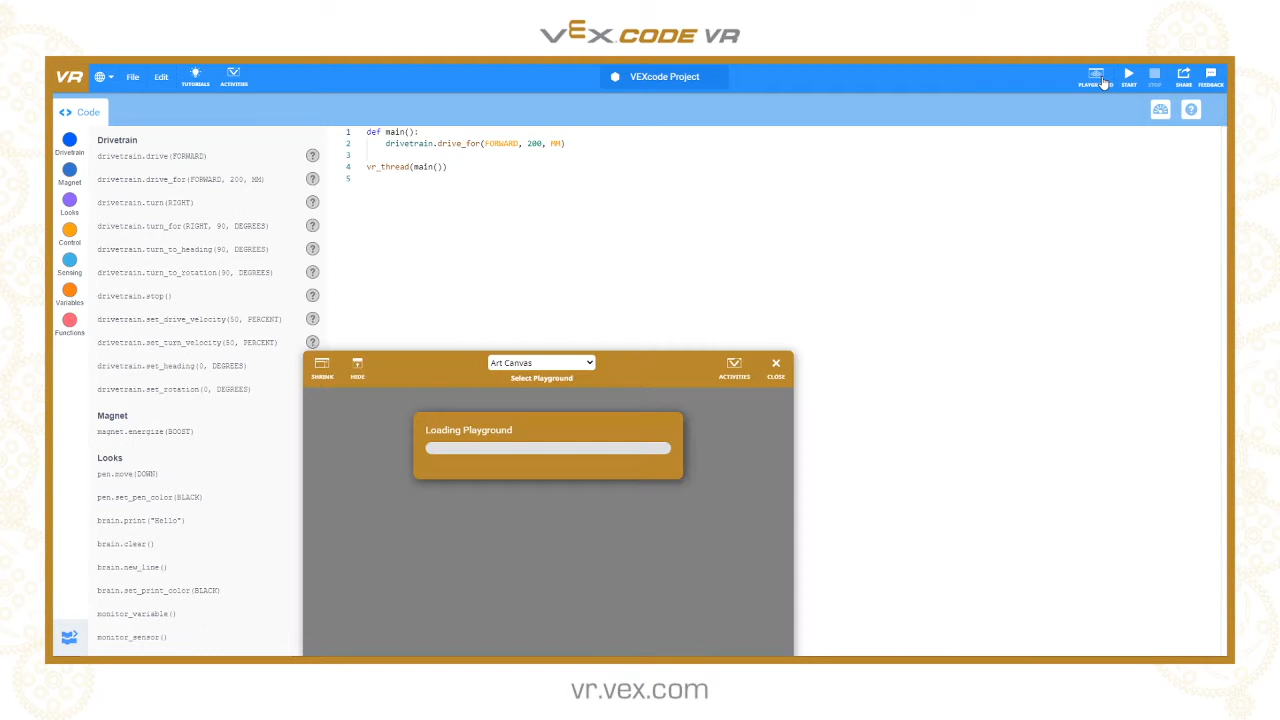 VEX CODE VR
VR File Edit TUTORIALS ACTIVITIES VEXcode Project START STOP SHARE FEEDBACK
<> Code
Drivetrain
Magnet
Looks
Control
Sensing
Variables
Functions
Drivetrain
drivetrain.drive(FORWARD) ?
drivetrain.drive_for(FORWARD, 200, MM) ?
drivetrain.turn(RIGHT) ?
drivetrain.turn_for(RIGHT, 90, DEGREES) ?
drivetrain.turn_to_heading(90, DEGREES) ?
drivetrain.turn_to_rotation(90, DEGREES) ?
drivetrain.stop() ?
drivetrain.set_drive_velocity(50, PERCENT) ?
drivetrain.set_turn_velocity(50, PERCENT) ?
drivetrain.set_heading(0, DEGREES)
drivetrain.set_rotation(0, DEGREES)
Magnet
magnet.energize(BOOST)
Looks
pen.move(DOWN)
pen.set_pen_color(BLACK)
brain.print("Hello")
brain.clear()
brain.new_line()
brain.set_print_color(BLACK)
monitor_variable()
monitor_sensor()
1 def main():
2 drivetrain.drive_for(FORWARD, 200, MM)
3
4 vr_thread(main())
5
SHRINK HIDE Art Canvas ACTIVITIES CLOSE
Select Playground
Loading Playground
vr.vex.com